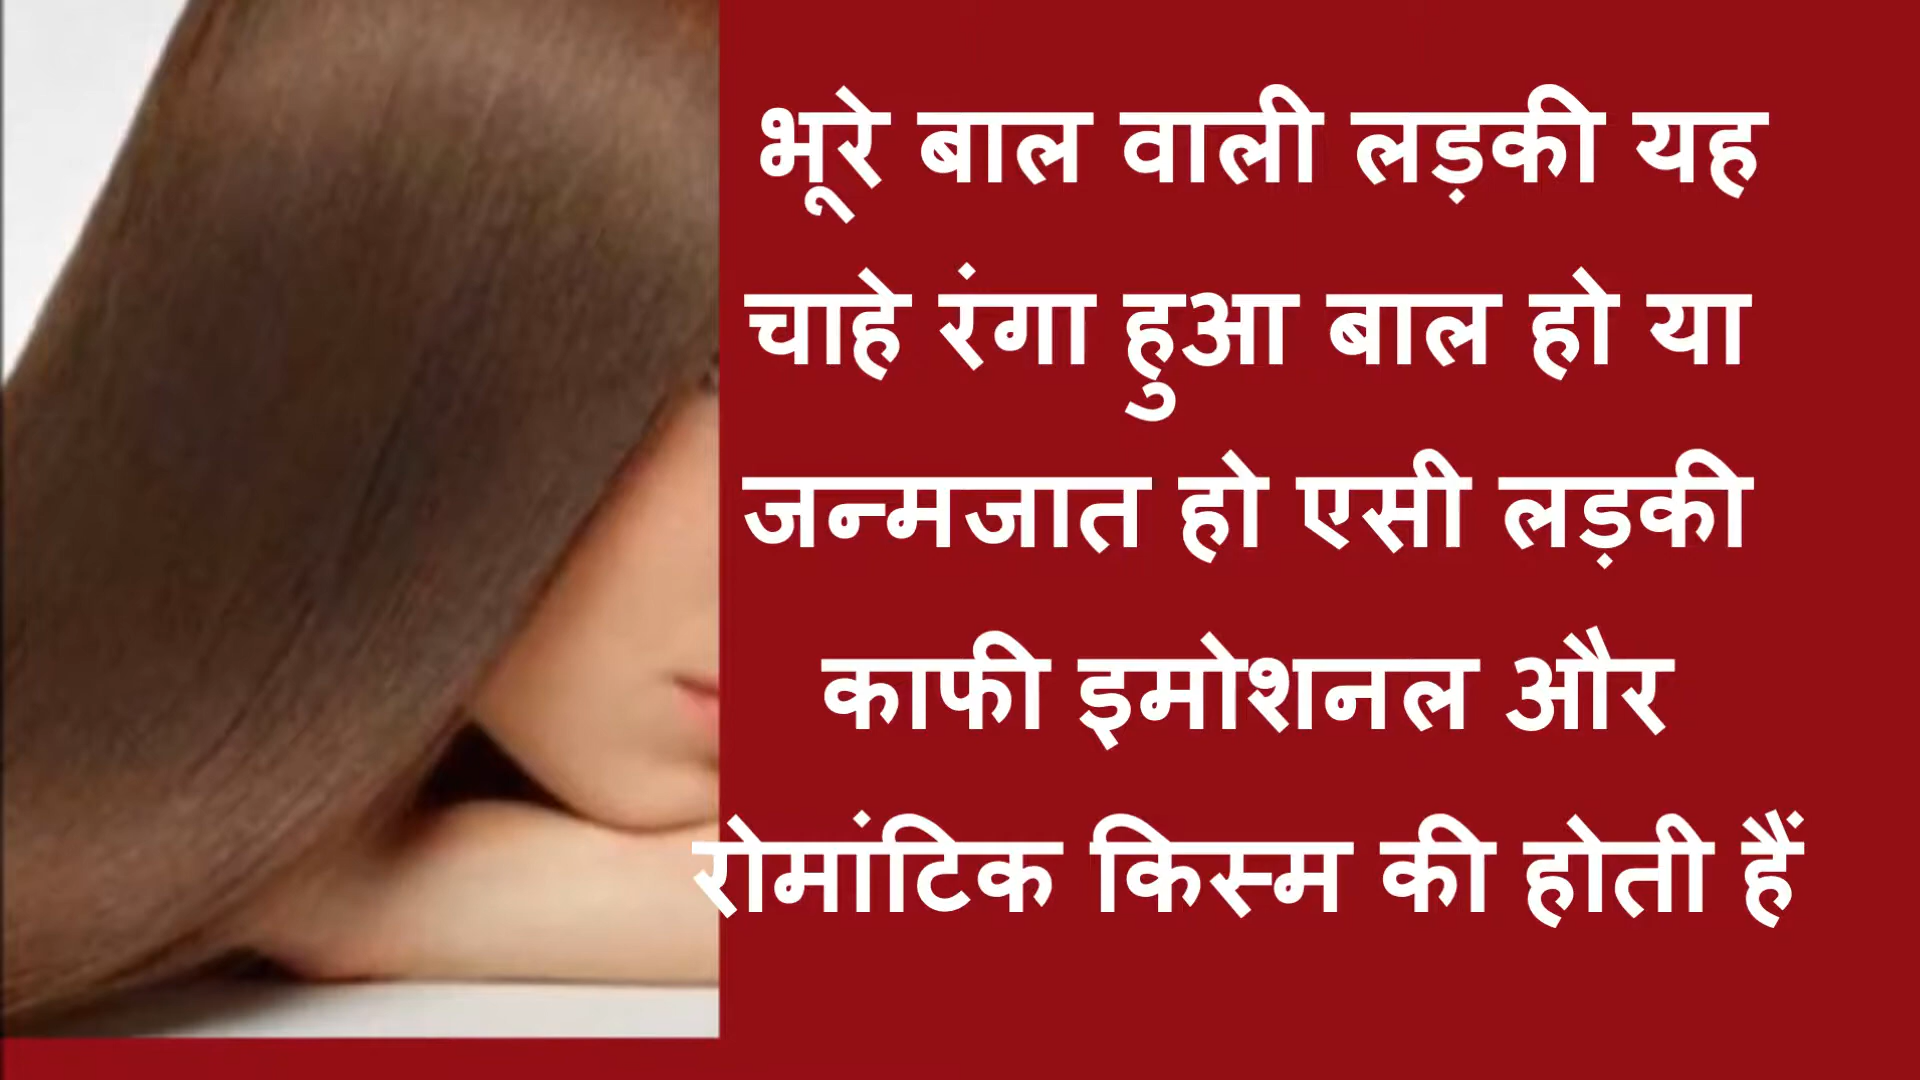 भूरे बाल वाली लड़की यह
चाहे रंगा हुआ बाल हो या
जन्मजात हो एसी लड़की
काफी इमोशनल और
रोमांटिक किस्म की होती हैं